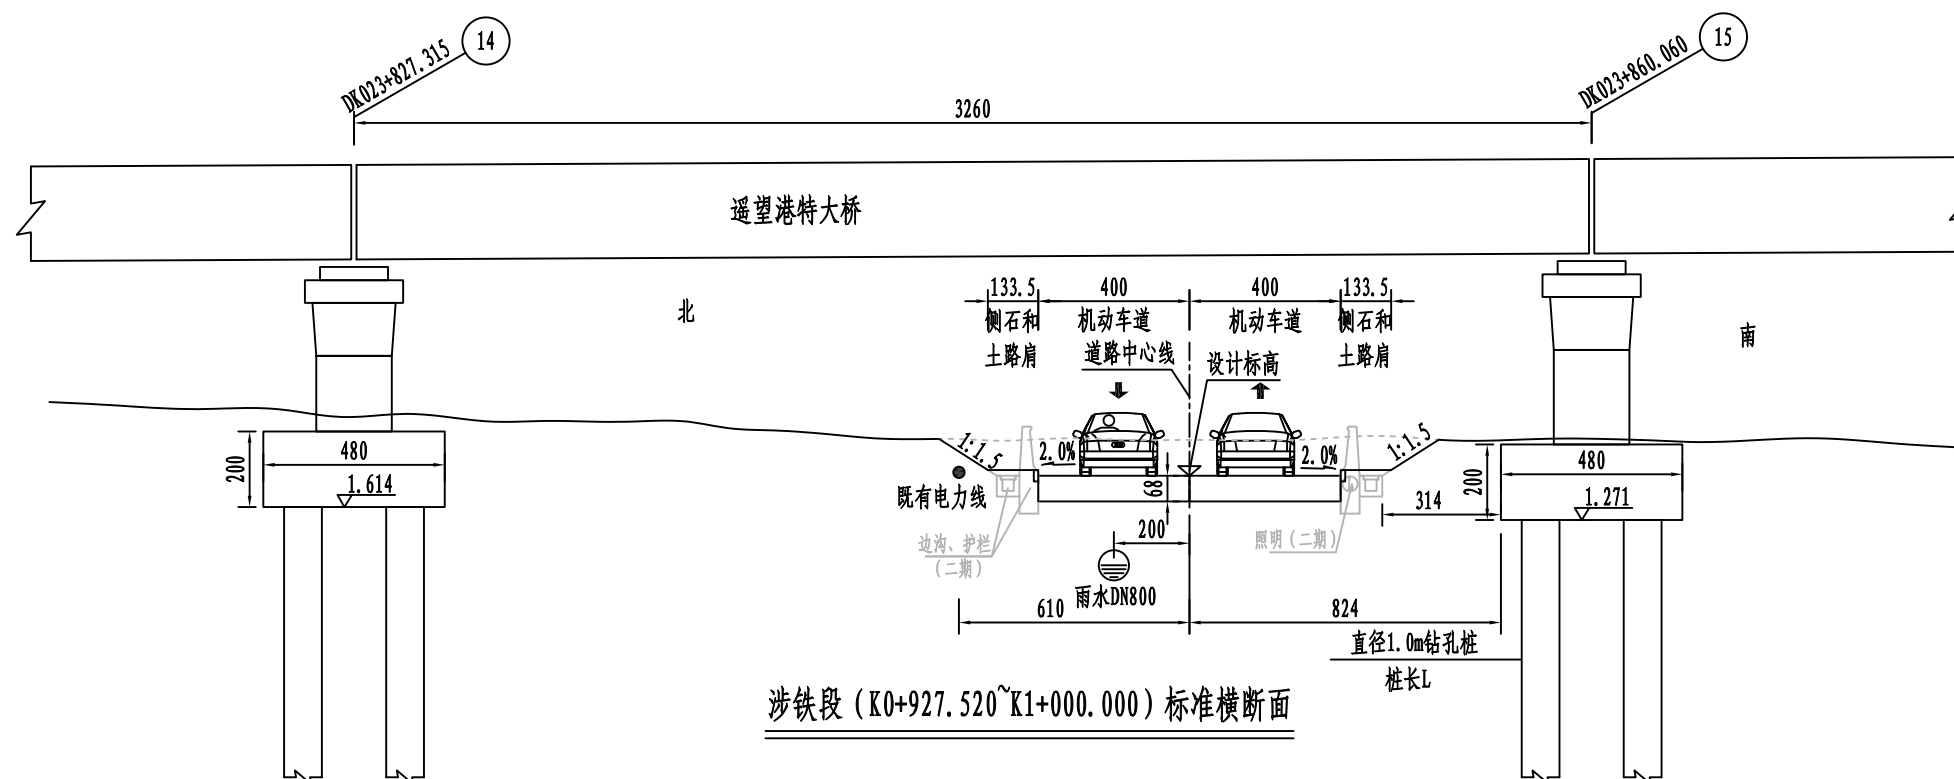 DK023+827.315
14
DK023+860.060
15
3260
遥望港特大桥
北
南
133.5
400
400
133.5
侧石和
土路肩
机动车道
机动车道
侧石和
土路肩
道路中心线
设计标高
1:1.5
2.0%
2.0%
1:1.5
200
480
1.614
既有电力线
68
200
480
1.271
314
200
边沟、护栏
(二期)
照明(二期)
雨水DN800
610
824
直径1.0m钻孔桩
桩长L
涉铁段(K0+927.520~K1+000.000)标准横断面